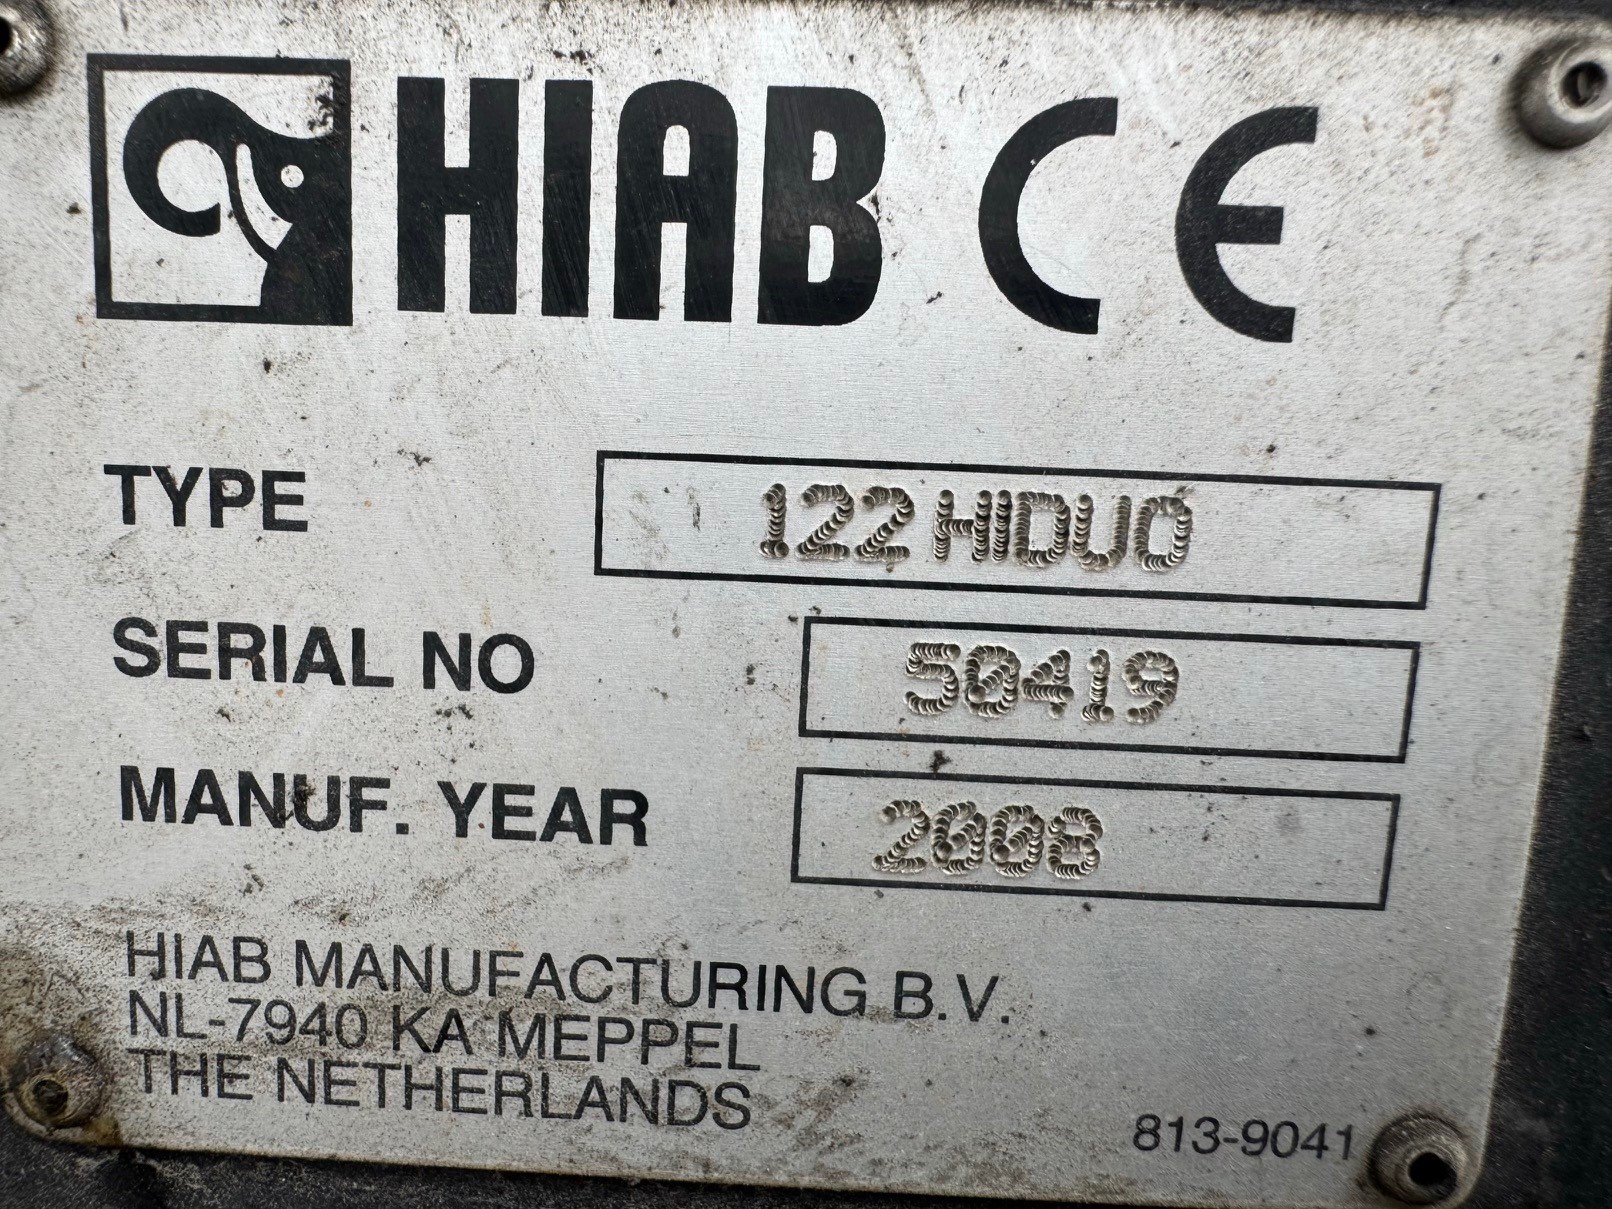 HIAB CE
TYPE 122 HIDUO
SERIAL NO 50419
MANUF. YEAR 2008
HIAB MANUFACTURING B.V.
NL-7940 KA MEPPEL
THE NETHERLANDS
813-9041